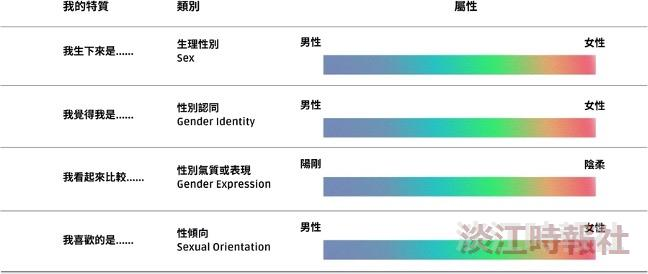 我的特質 類別 屬性
我生下來是...... 生理性別 男性 女性
Sex
我覺得我是...... 性別認同 男性 女性
Gender Identity
我看起來比較...... 性別氣質或表現 陽剛 陰柔
Gender Expression
我喜歡的是...... 性傾向 男性 女性
Sexual Orientation
淡江時報社